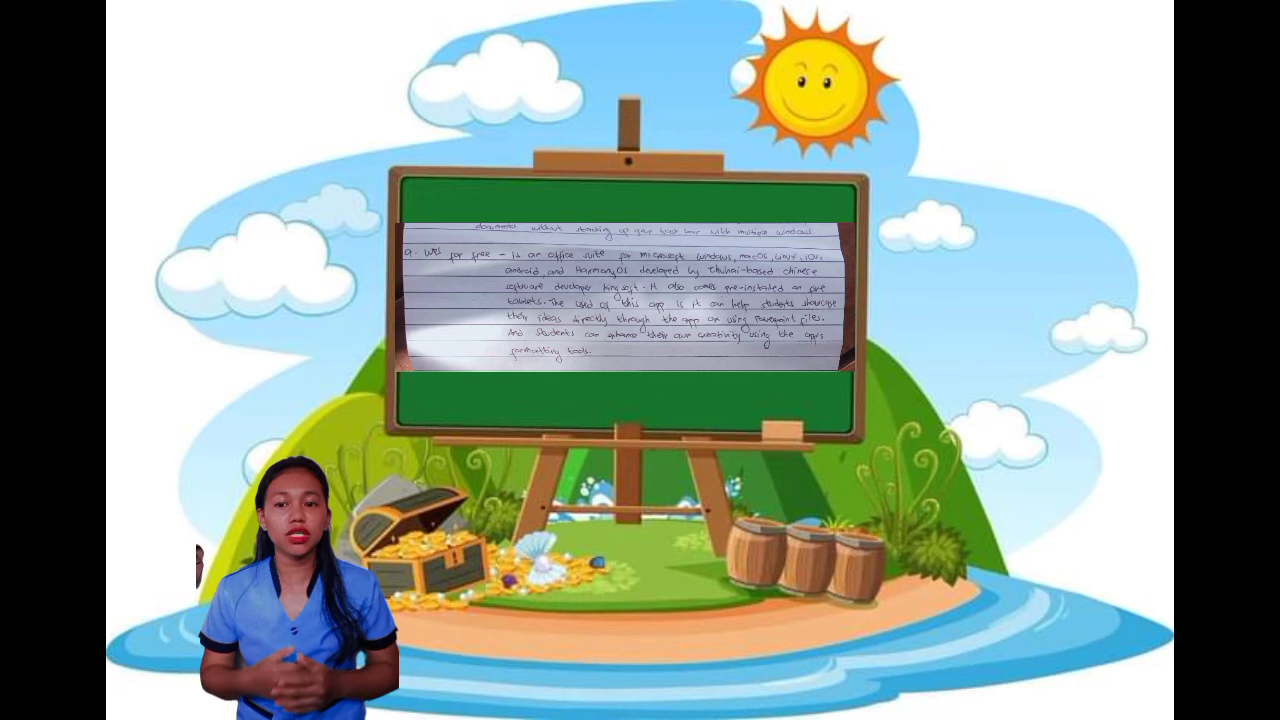 documents without stacking up your task bar with multiple windows.
9. WPS for free - Is an office suite for microsoft windows, macOS, Linux, iOS,
android, and HarmonyOS developed by Zhuhai-based chinese
software developer kingsoft. It also comes pre-installed on fire
tablets. The used of this app is it can help students showcase
their ideas directly through the app or using Powerpoint files.
And Students can enhance their own creativity using the app's
formatting tools.